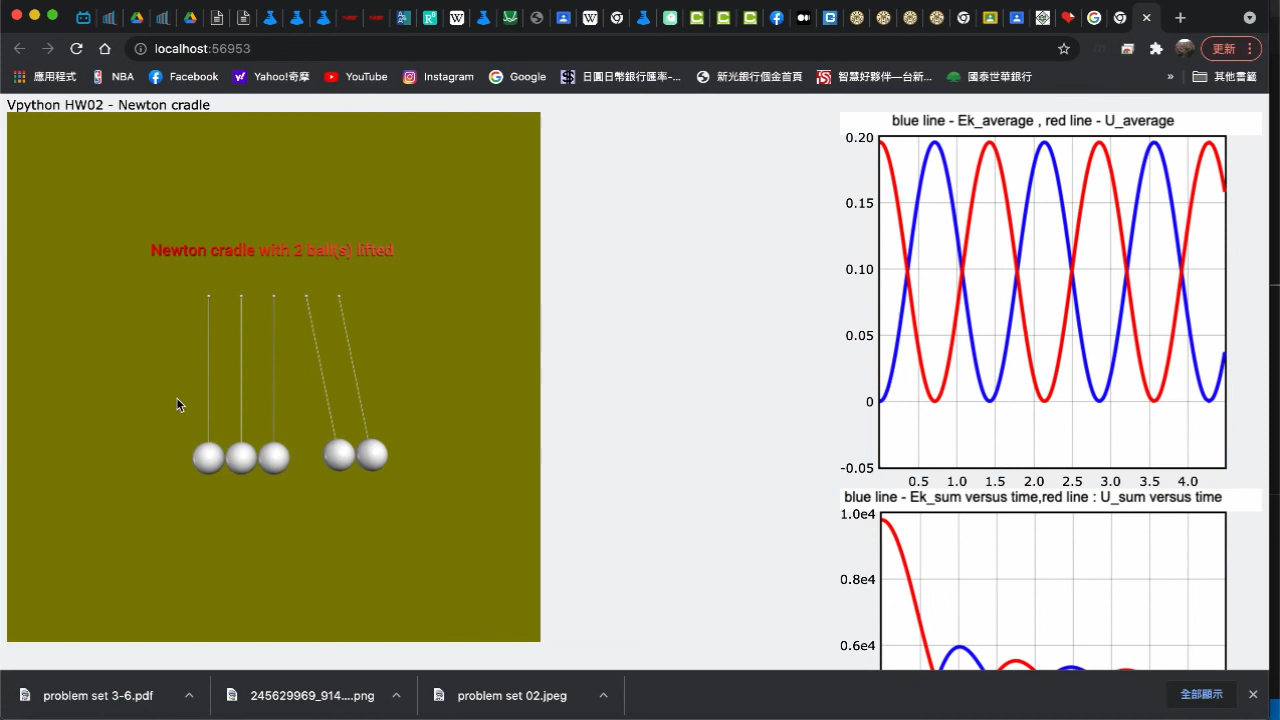 localhost:56953
更新
應用程式 NBA Facebook Yahoo!奇摩 YouTube Instagram Google 日圓日幣銀行匯率-... 新光銀行個金首頁 智慧好夥伴—台新... 國泰世華銀行 » 其他書籤
Vpython HW02 - Newton cradle
Newton cradle with 2 ball(s) lifted
blue line - Ek_average , red line - U_average
0.20
0.15
0.10
0.05
0
-0.05
0.5 1.0 1.5 2.0 2.5 3.0 3.5 4.0
blue line - Ek_sum versus time,red line : U_sum versus time
1.0e4
0.8e4
0.6e4
problem set 3-6.pdf 245629969_914....png problem set 02.jpeg 全部顯示